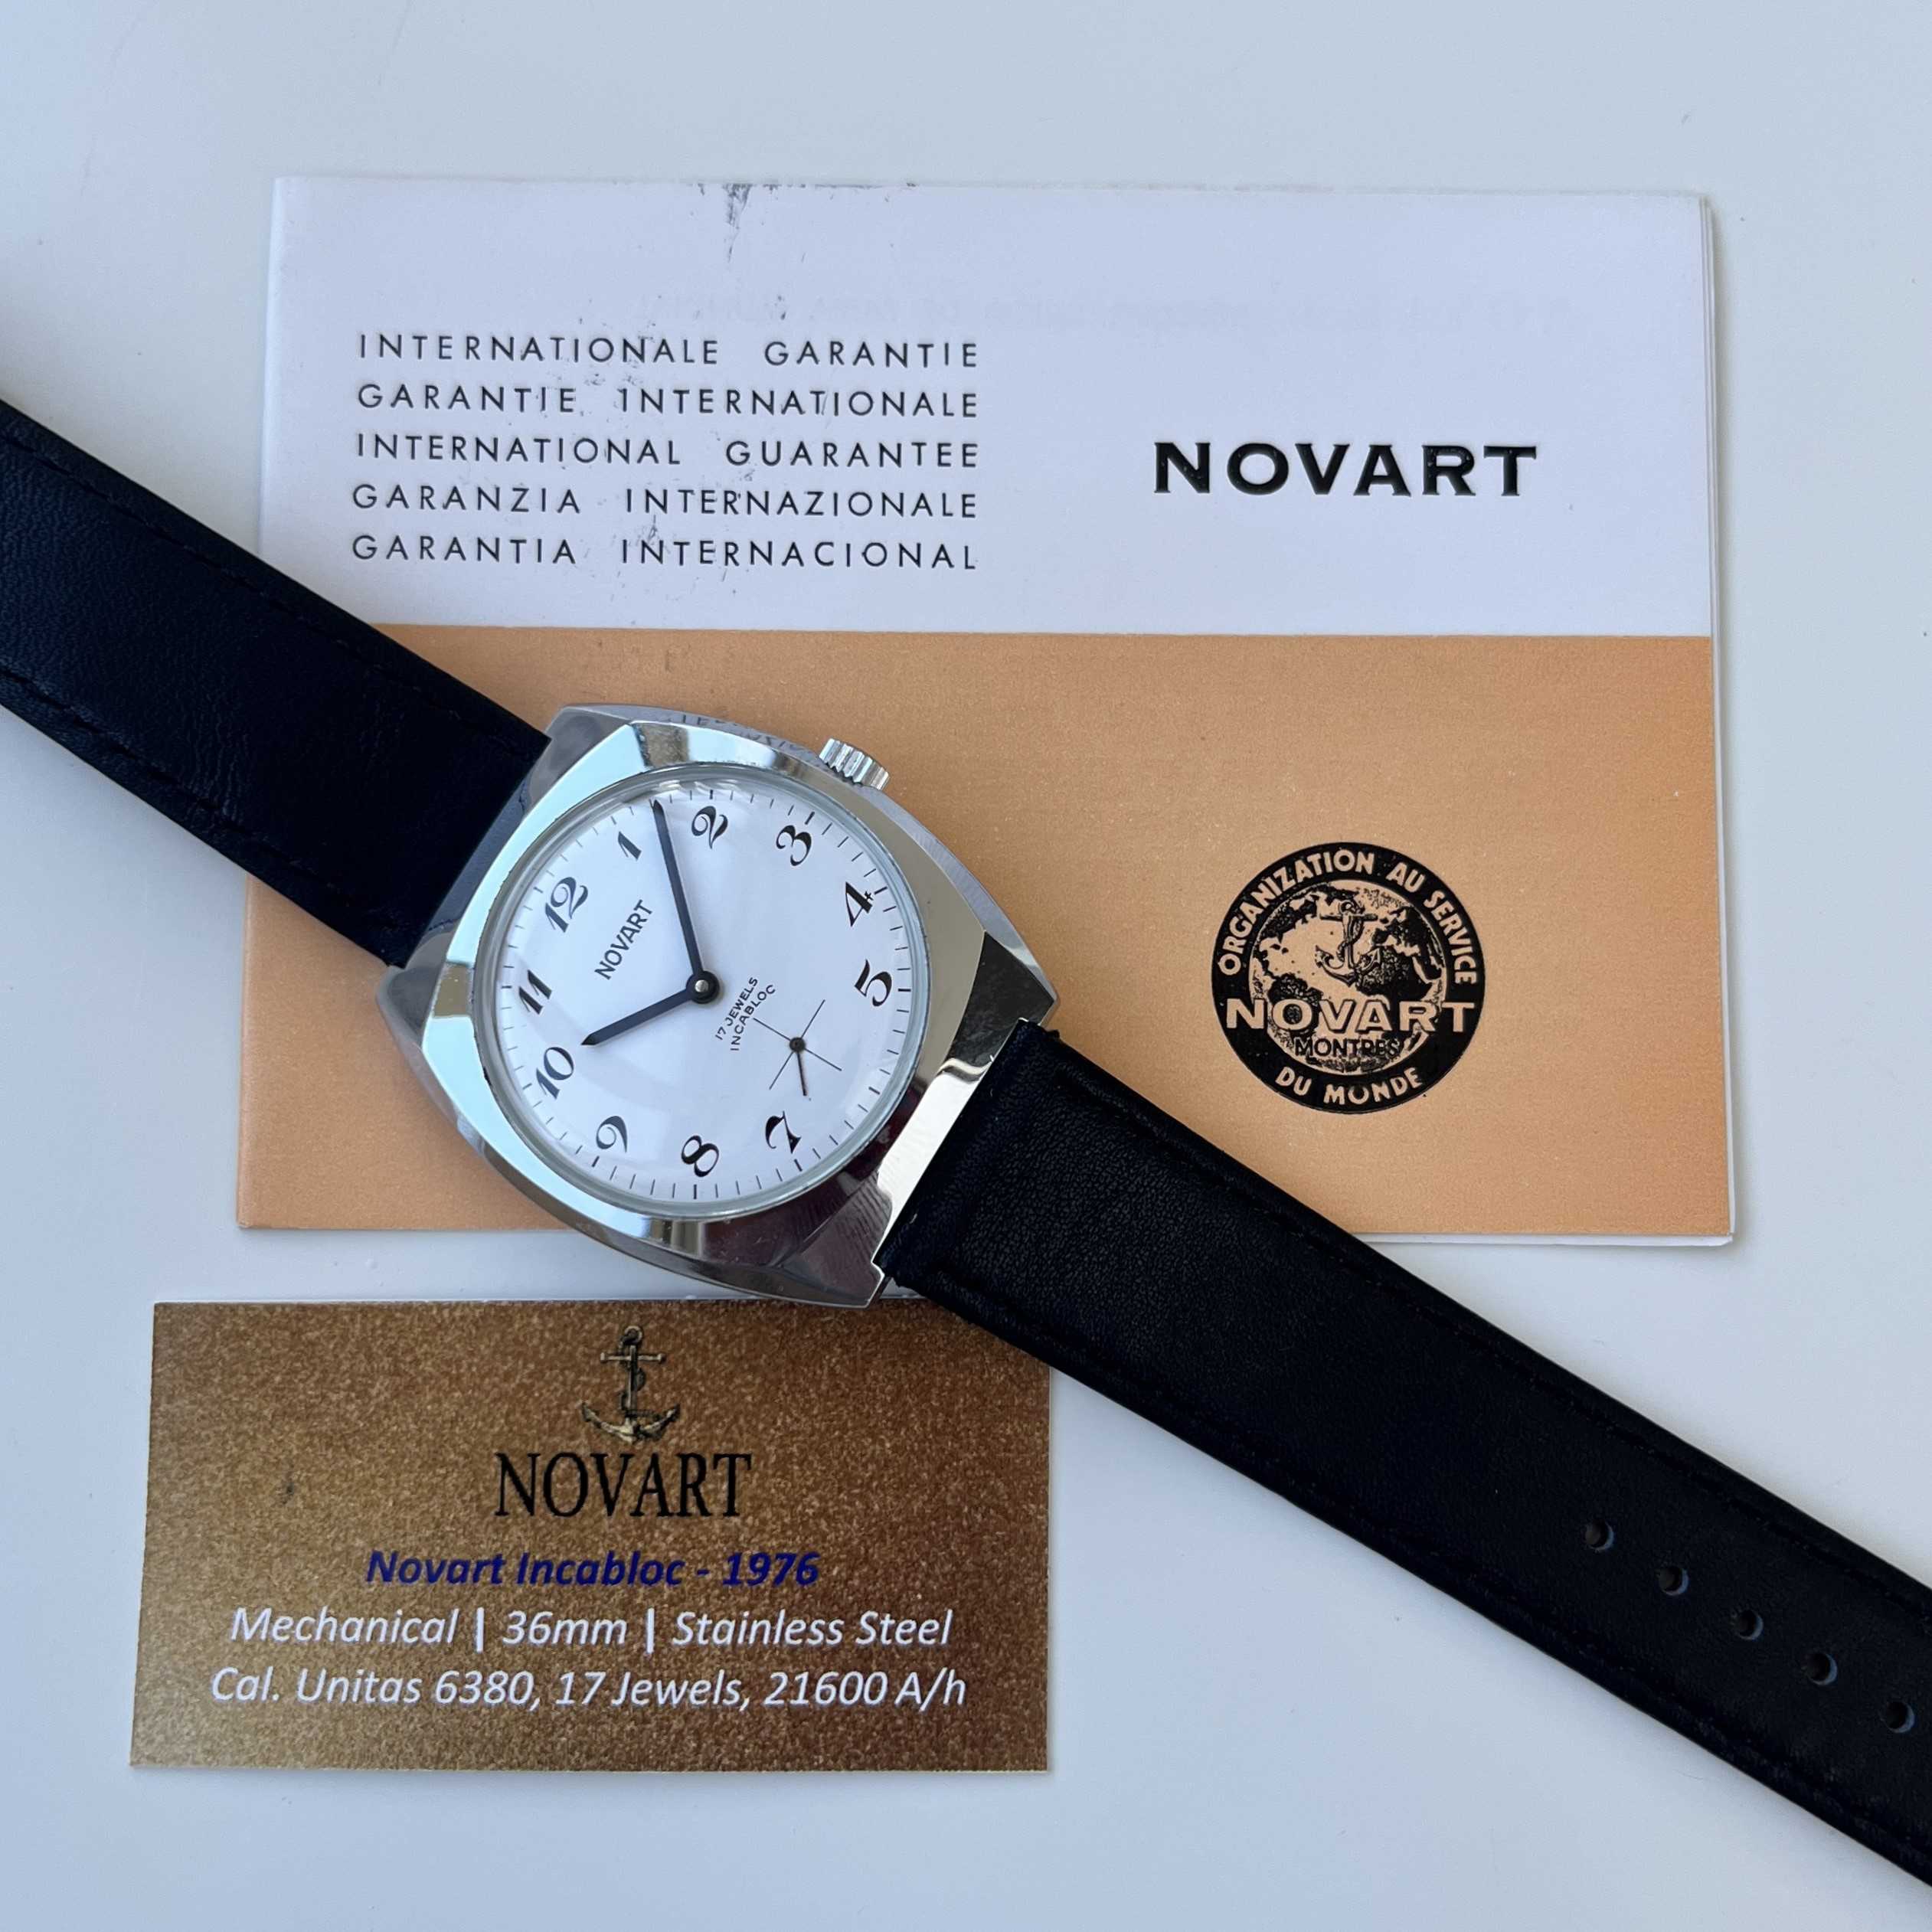 INTERNATIONALE GARANTIE
GARANTIE INTERNATIONALE
INTERNATIONAL GUARANTEE
GARANZIA INTERNAZIONALE
GARANTIA INTERNACIONAL
NOVART
ORGANIZATION AU SERVICE
NOVART
MONTRES
DU MONDE
12
1
2
3
4
5
7
8
9
10
11
NOVART
17 JEWELS
INCABLOC
NOVART
Novart Incabloc - 1976
Mechanical | 36mm | Stainless Steel
Cal. Unitas 6380, 17 Jewels, 21600 A/h